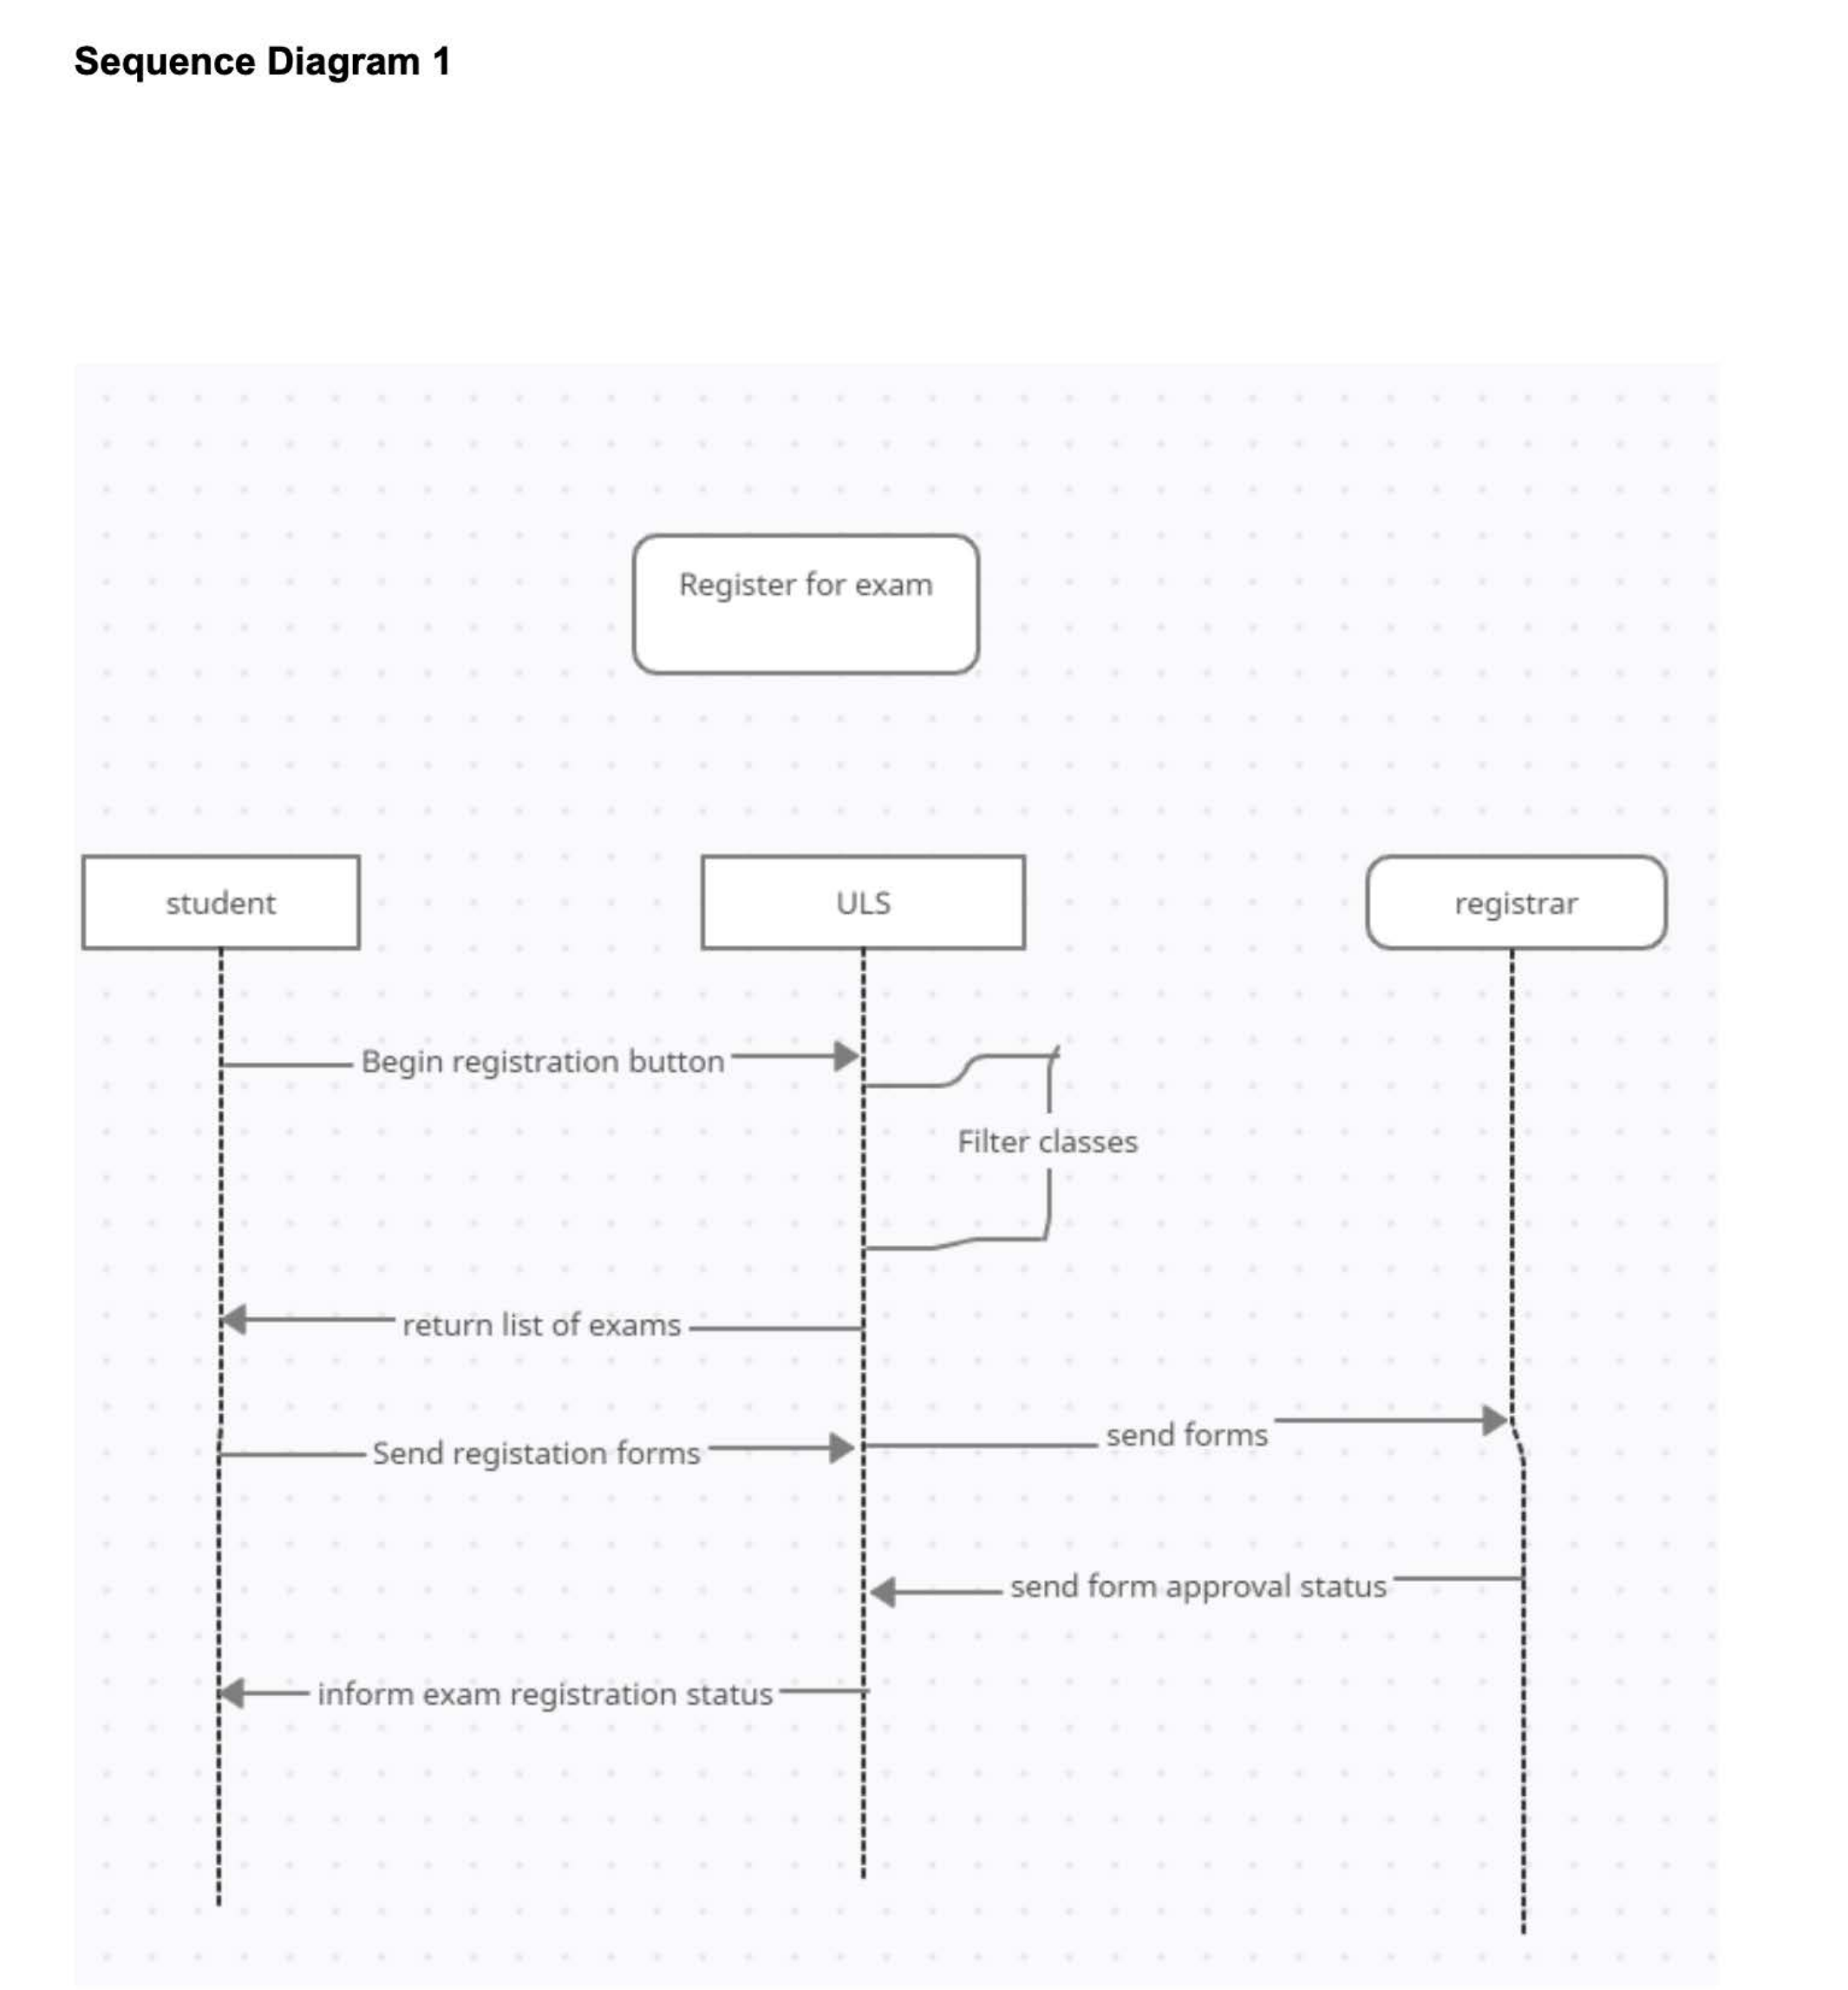 Sequence Diagram 1
Register for exam
student
ULS
registrar
Begin registration button
Filter classes
return list of exams
send forms
Send registation forms
send form approval status
inform exam registration status